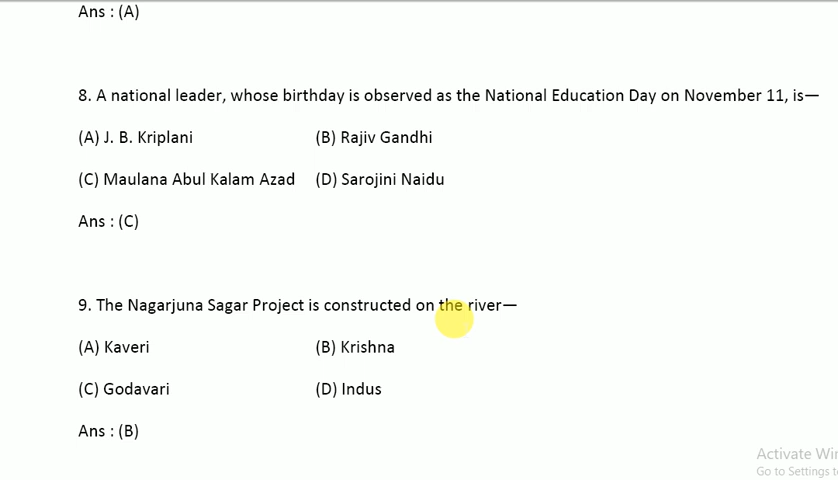 Ans : (A)
8. A national leader, whose birthday is observed as the National Education Day on November 11, is—
(A) J. B. Kriplani (B) Rajiv Gandhi
(C) Maulana Abul Kalam Azad (D) Sarojini Naidu
Ans : (C)
9. The Nagarjuna Sagar Project is constructed on the river—
(A) Kaveri (B) Krishna
(C) Godavari (D) Indus
Ans : (B)
Activate
Go to Settings